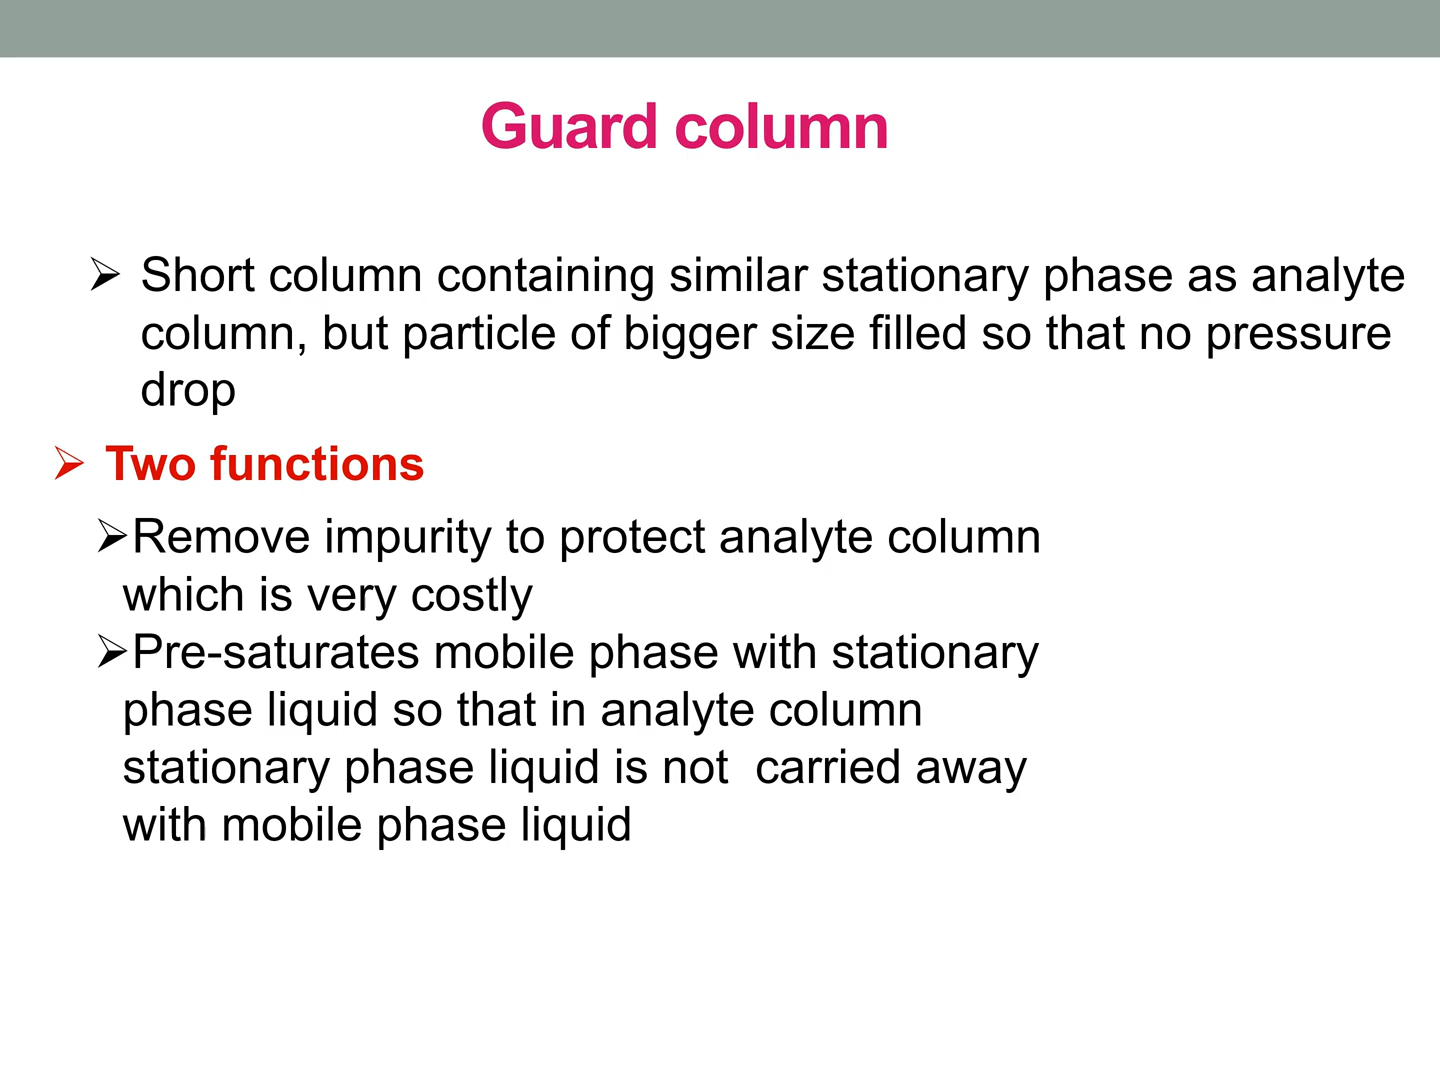 Guard column
➢ Short column containing similar stationary phase as analyte
column, but particle of bigger size filled so that no pressure
drop
➢ Two functions
➢Remove impurity to protect analyte column
which is very costly
➢Pre-saturates mobile phase with stationary
phase liquid so that in analyte column
stationary phase liquid is not  carried away
with mobile phase liquid